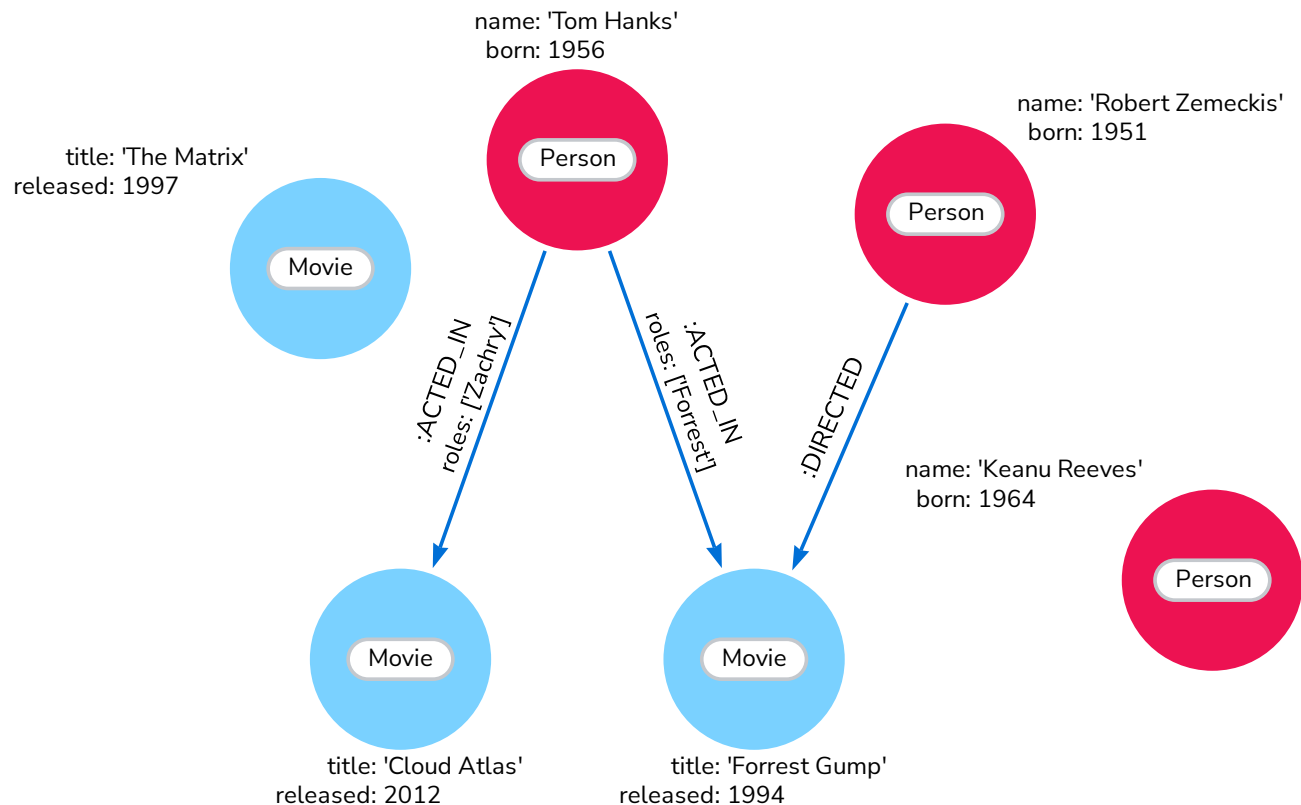 name: 'Tom Hanks'
born: 1956
Person
name: 'Robert Zemeckis'
born: 1951
Person
title: 'The Matrix'
released: 1997
Movie
:ACTED_IN
roles: ['Zachry']
:ACTED_IN
roles: ['Forrest']
:DIRECTED
name: 'Keanu Reeves'
born: 1964
Person
Movie
title: 'Cloud Atlas'
released: 2012
Movie
title: 'Forrest Gump'
released: 1994